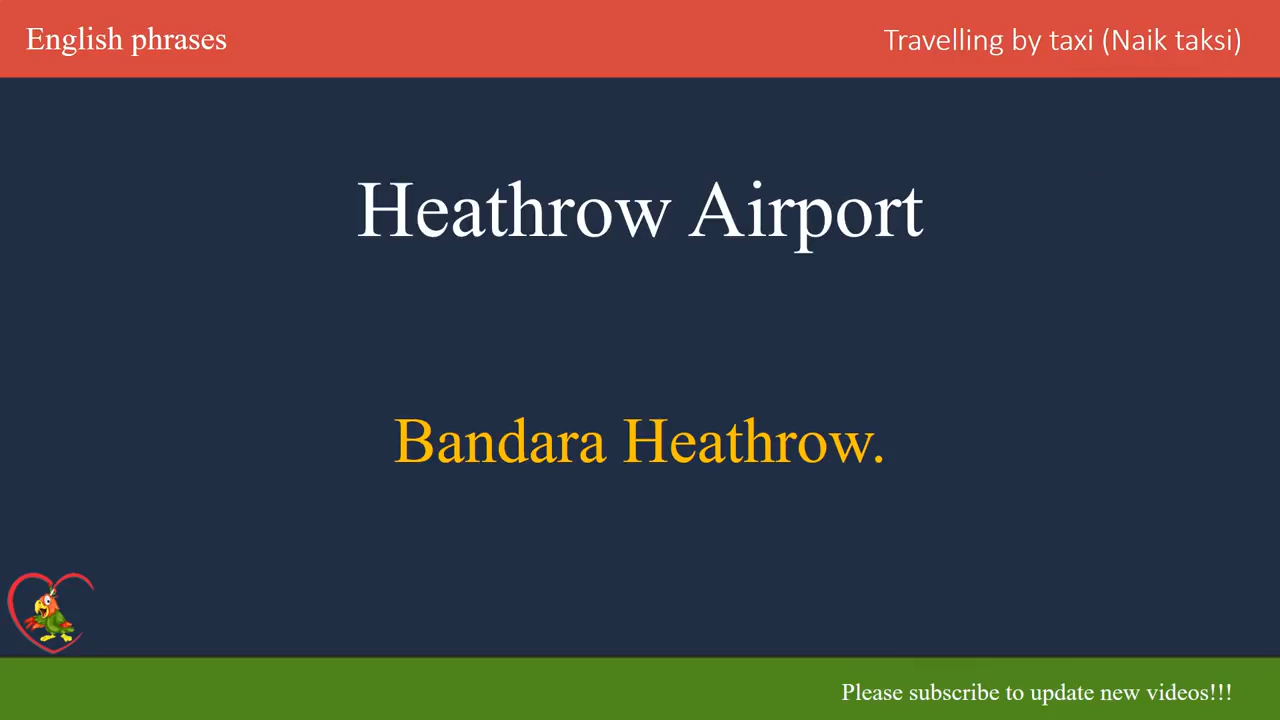 English phrases
Travelling by taxi (Naik taksi)
Heathrow Airport
Bandara Heathrow.
Please subscribe to update new videos!!!